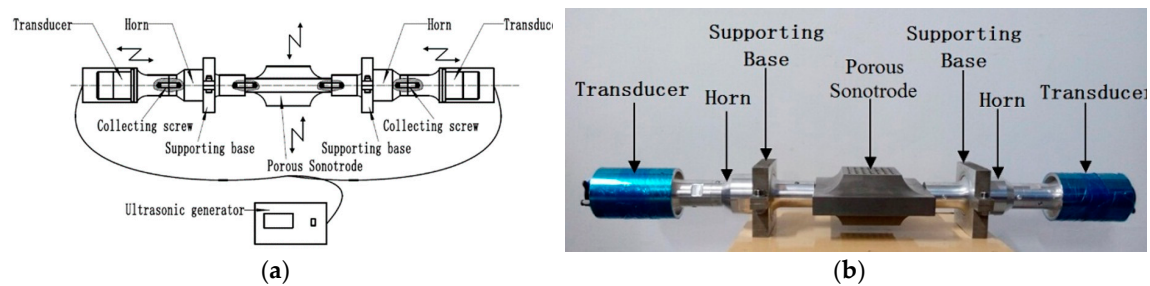 Transducer
Horn
Horn
Transduc
Collecting screw
Collecting screw
Supporting base
Supporting base
Porous Sonotrode
Ultrasonic generator
(a)
Supporting
Base
Supporting
Base
Porous
Sonotrode
Transducer
Horn
Horn
Transducer
(b)